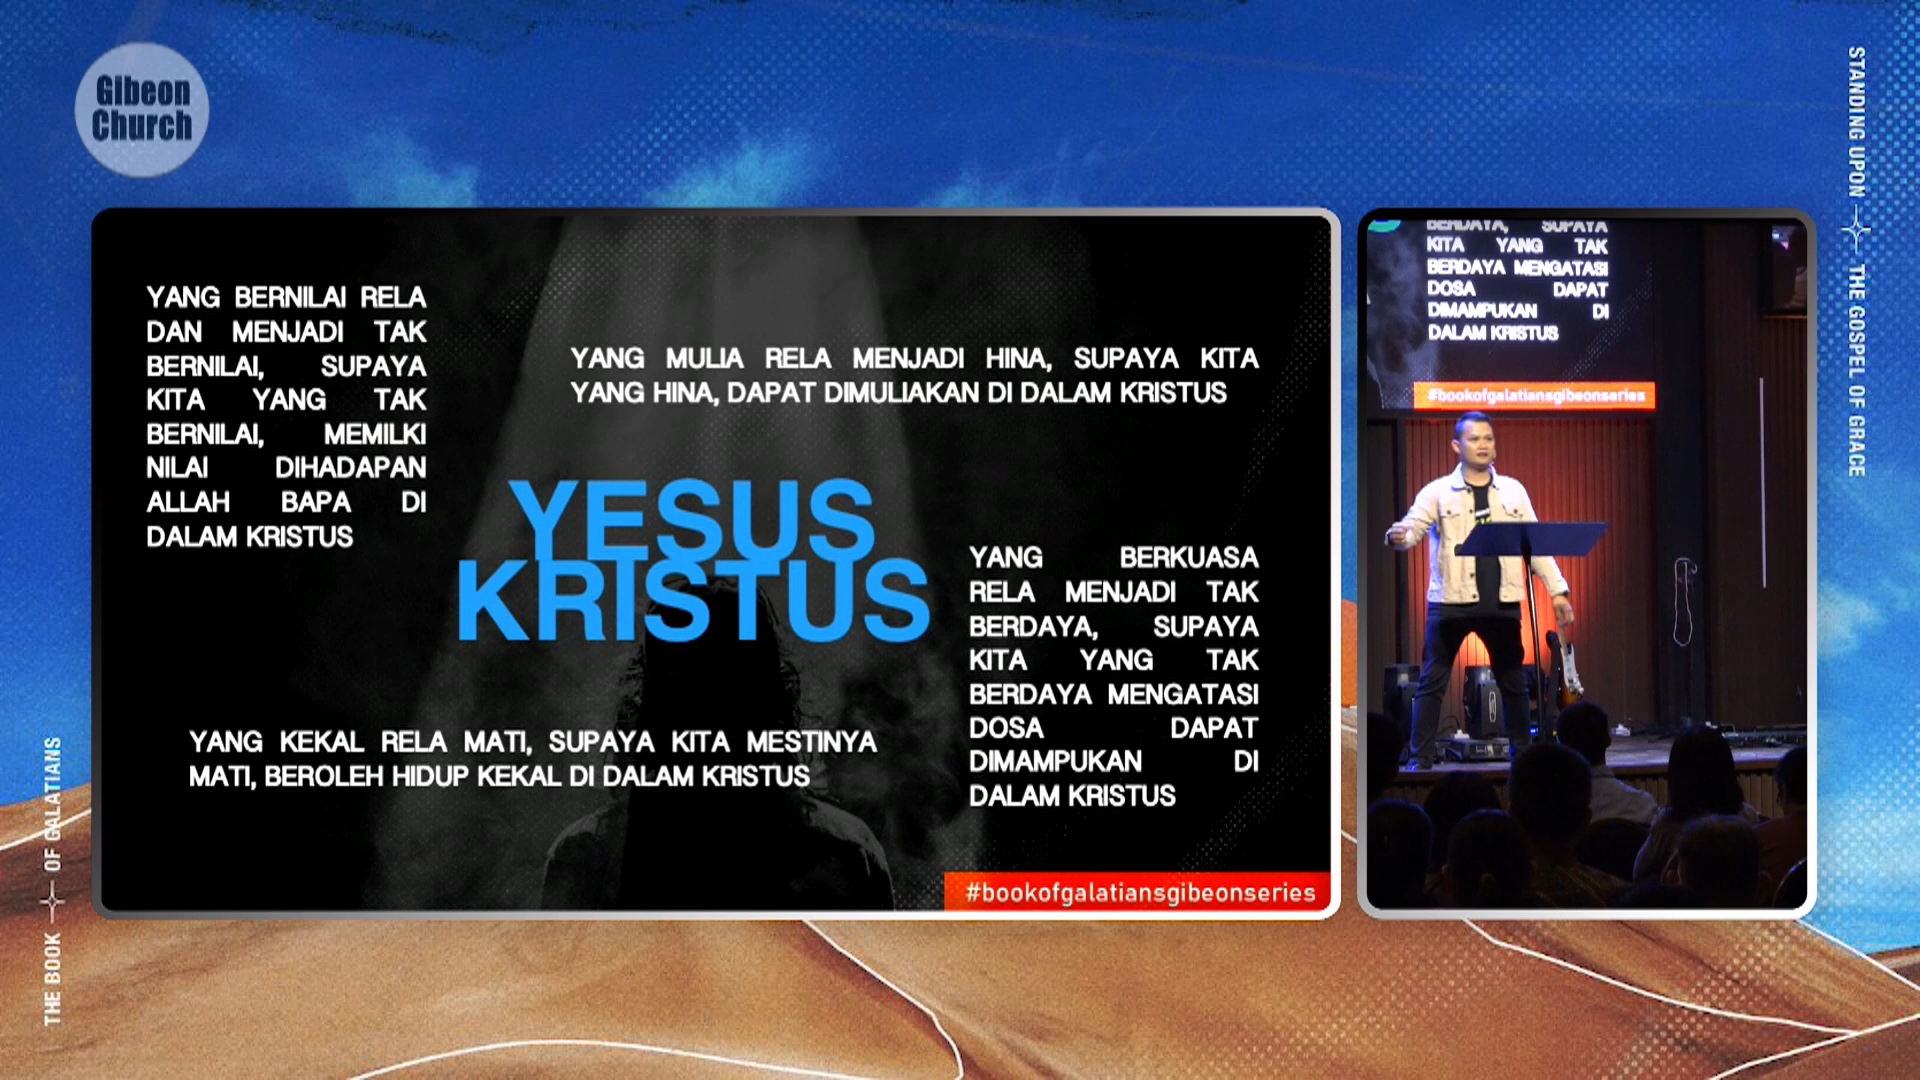 Gibeon
Church
YANG BERNILAI RELA
DAN MENJADI TAK
BERNILAI, SUPAYA
KITA YANG TAK
BERNILAI, MEMILKI
NILAI DIHADAPAN
ALLAH BAPA DI
DALAM KRISTUS
YANG MULIA RELA MENJADI HINA, SUPAYA KITA
YANG HINA, DAPAT DIMULIAKAN DI DALAM KRISTUS
YESUS
KRISTUS
YANG BERKUASA
RELA MENJADI TAK
BERDAYA, SUPAYA
KITA YANG TAK
BERDAYA MENGATASI
DOSA DAPAT
DIMAMPUKAN DI
DALAM KRISTUS
YANG KEKAL RELA MATI, SUPAYA KITA MESTINYA
MATI, BEROLEH HIDUP KEKAL DI DALAM KRISTUS
#bookofgalatiansgibeonseries
BERDAYA, SUPAYA
KITA YANG TAK
BERDAYA MENGATASI
DOSA DAPAT
DIMAMPUKAN DI
DALAM KRISTUS
#bookofgalatiansgibeonseries
STANDING UPON THE GOSPEL OF GRACE
THE BOOK OF GALATIANS